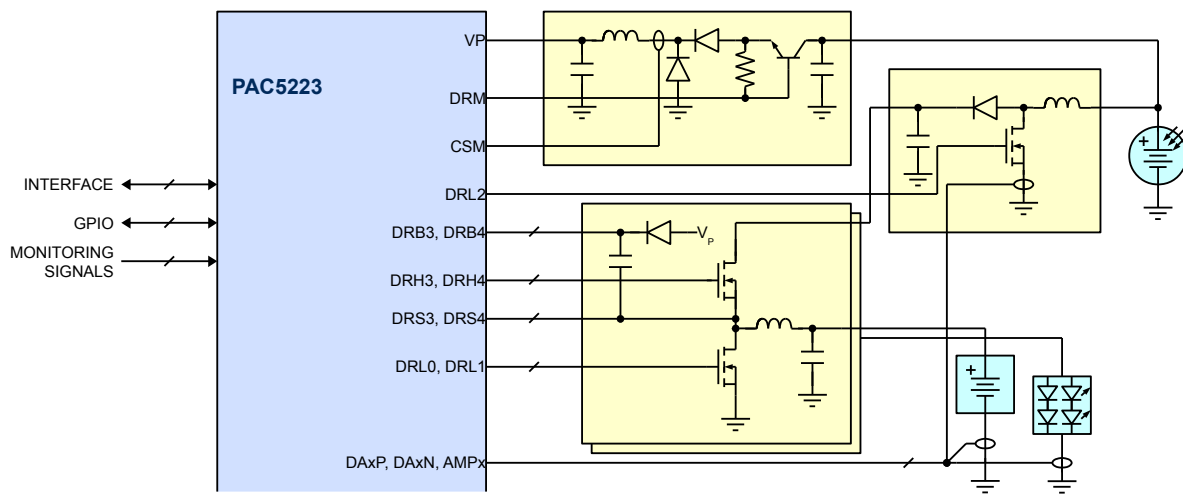 VP
PAC5223
DRM
CSM
INTERFACE
DRL2
GPIO
DRB3, DRB4
VP
MONITORING
SIGNALS
DRH3, DRH4
DRS3, DRS4
DRL0, DRL1
DAxP, DAxN, AMPx
+
+